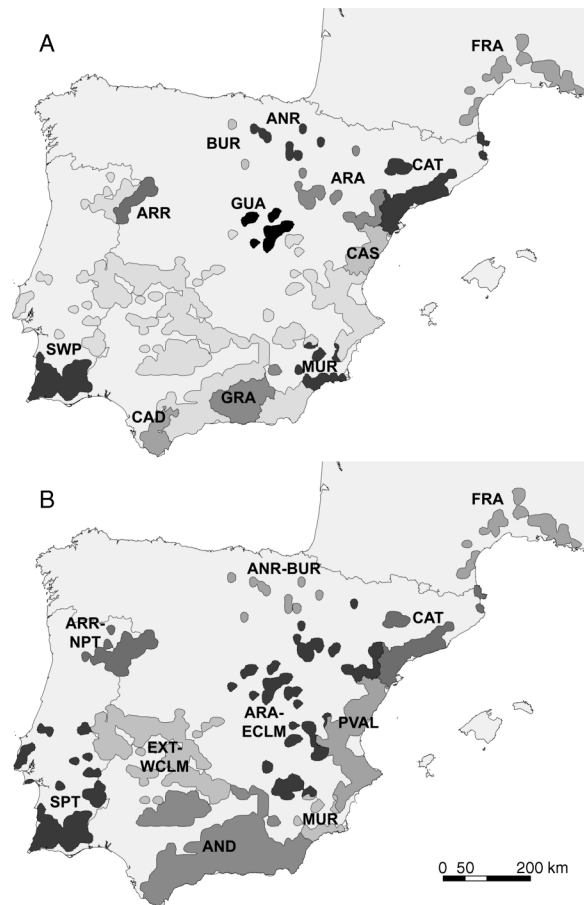 A
FRA
ANR
BUR
ARA
CAT
ARR
GUA
CAS
SWP
MUR
GRA
CAD
B
FRA
ANR-BUR
ARR-
NPT
CAT
ARA-
ECLM
PVAL
EXT-
WCLM
SPT
MUR
AND
0 50 200 km